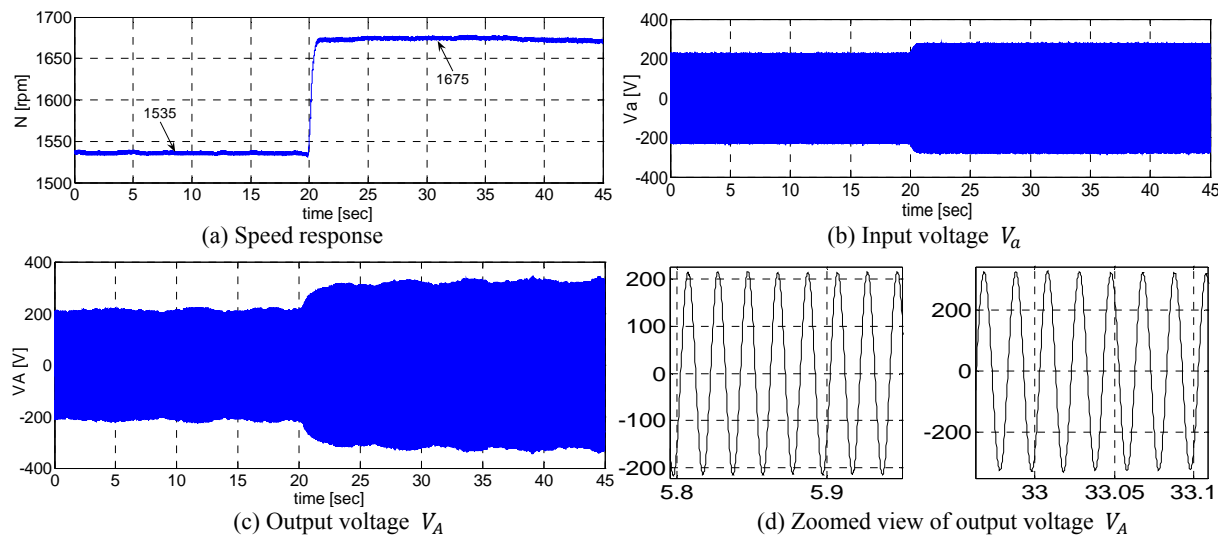 1700
1650
1600
1550
1500
N [rpm]
1535
1675
0 5 10 15 20 25 30 35 40 45
time [sec]
(a) Speed response
400
200
0
-200
-400
Va [V]
0 5 10 15 20 25 30 35 40 45
time [sec]
(b) Input voltage Va
400
200
0
-200
-400
VA [V]
0 5 10 15 20 25 30 35 40 45
time [sec]
(c) Output voltage VA
200
100
0
-100
-200
5.8 5.9
200
0
-200
33 33.05 33.1
(d) Zoomed view of output voltage VA